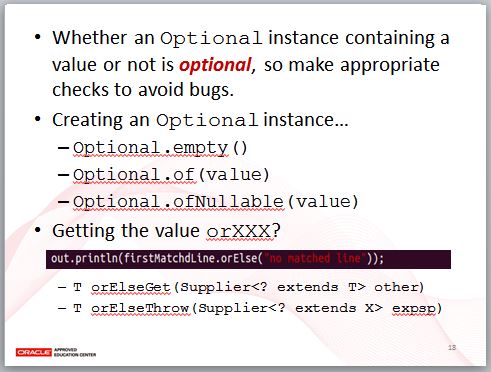 • Whether an Optional instance containing a
value or not is optional, so make appropriate
checks to avoid bugs.
• Creating an Optional instance…
– Optional.empty()
– Optional.of(value)
– Optional.ofNullable(value)
• Getting the value orXXX?
out.println(firstMatchdLine.orElse("no matched line"));
– T orElseGet(Supplier<? extends T> other)
– T orElseThrow(Supplier<? extends X> expsp)
18
ORACLE APPROVED
EDUCATION CENTER